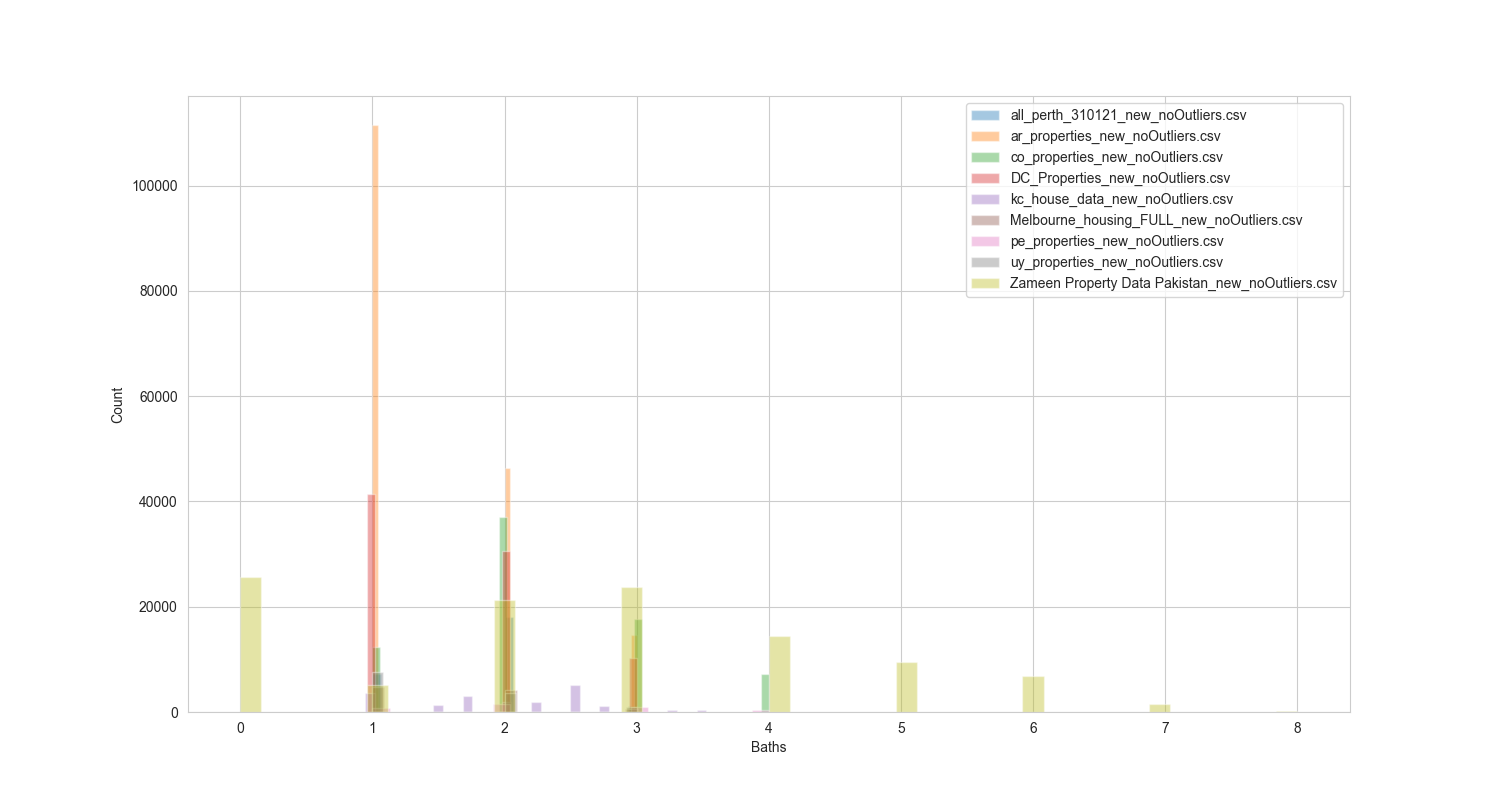 all_perth_310121_new_noOutliers.csv
ar_properties_new_noOutliers.csv
co_properties_new_noOutliers.csv
DC_Properties_new_noOutliers.csv
kc_house_data_new_noOutliers.csv
Melbourne_housing_FULL_new_noOutliers.csv
pe_properties_new_noOutliers.csv
uy_properties_new_noOutliers.csv
Zameen Property Data Pakistan_new_noOutliers.csv
100000
80000
60000
40000
20000
0
Count
0 1 2 3 4 5 6 7 8
Baths